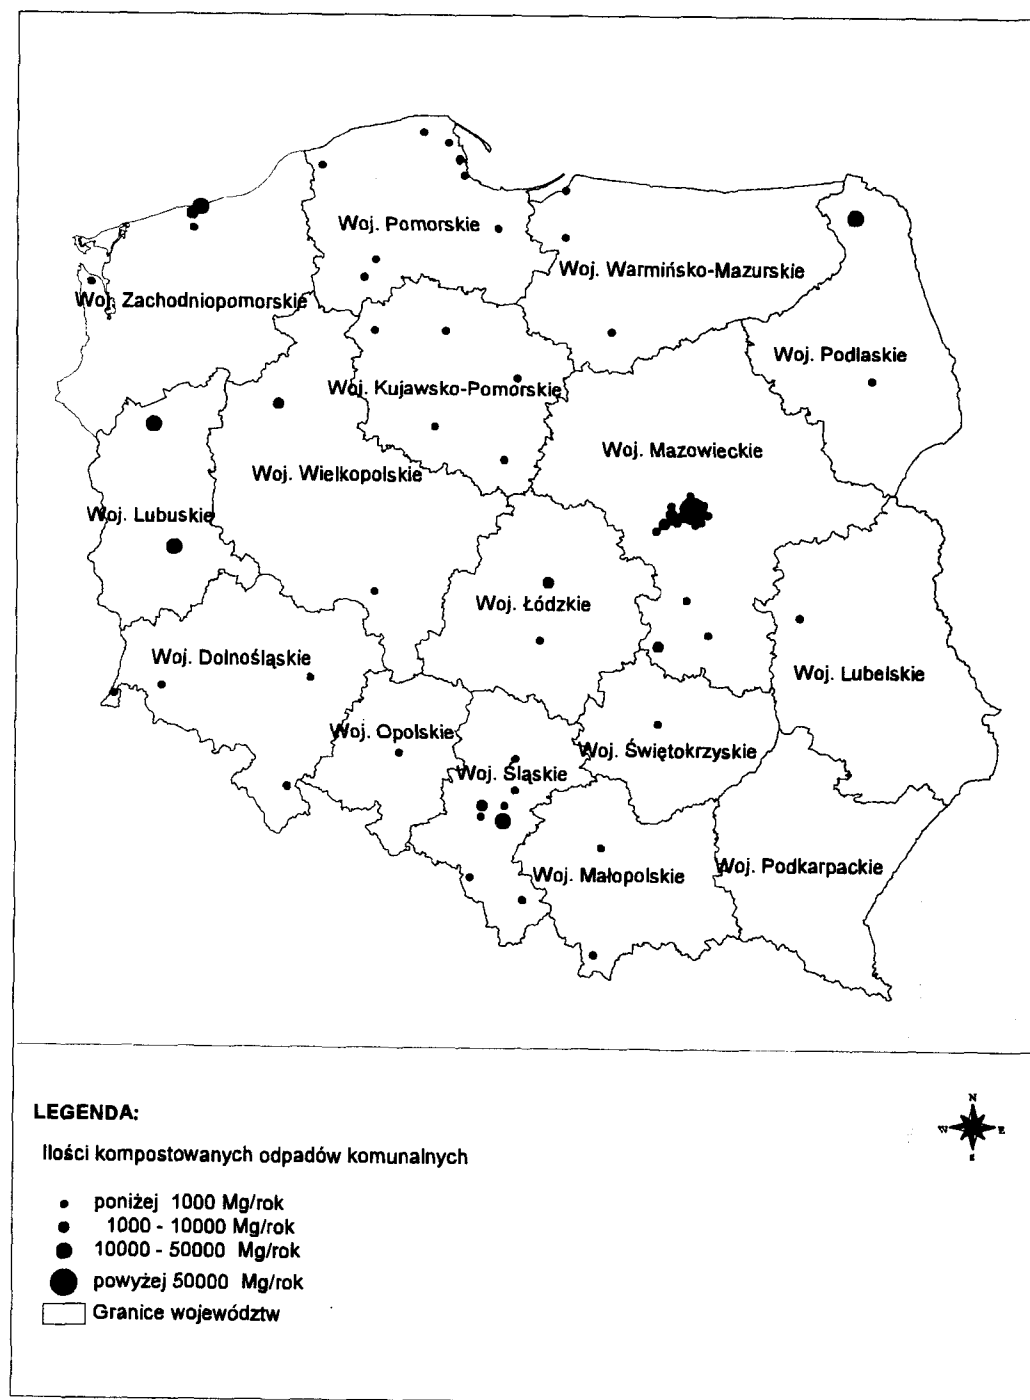 Woj. Pomorskie
Woj. Warmińsko-Mazurskie
Woj. Zachodniopomorskie
Woj. Podlaskie
Woj. Kujawsko-Pomorskie
Woj. Mazowieckie
Woj. Wielkopolskie
Woj. Lubuskie
Woj. Łódzkie
Woj. Dolnośląskie
Woj. Lubelskie
Woj. Opolskie
Woj. Świętokrzyskie
Woj. Śląskie
Woj. Podkarpackie
Woj. Małopolskie
LEGENDA:
N
W E
S
Ilości kompostowanych odpadów komunalnych
poniżej 1000 Mg/rok
1000 - 10000 Mg/rok
10000 - 50000 Mg/rok
powyżej 50000 Mg/rok
Granice województw